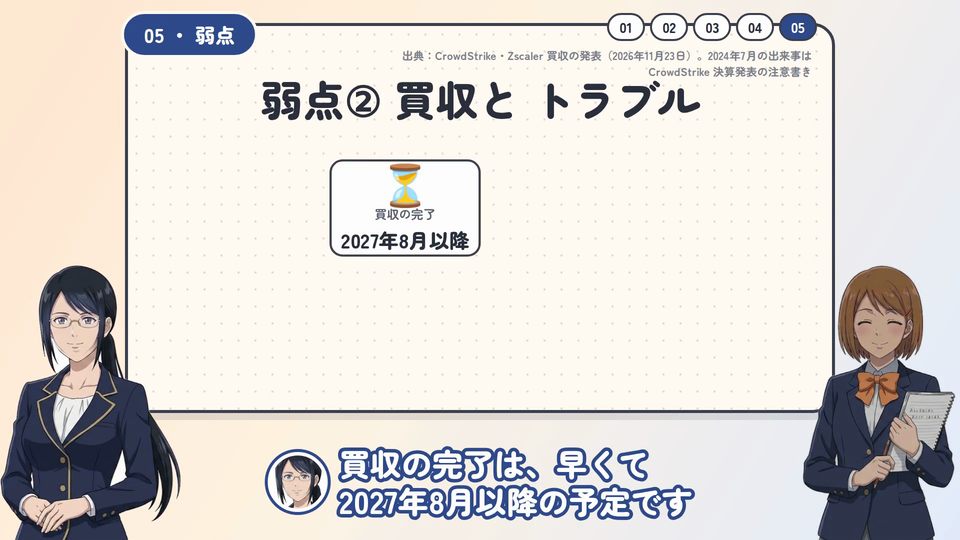 05 ・ 弱点
01 02 03 04 05
出典：CrowdStrike・Zscaler 買収の発表（2026年11月23日）。2024年7月の出来事は
CrowdStrike 決算発表の注意書き
弱点② 買収と トラブル
買収の完了
2027年8月以降
買収の完了は、早くて
2027年8月以降の予定です